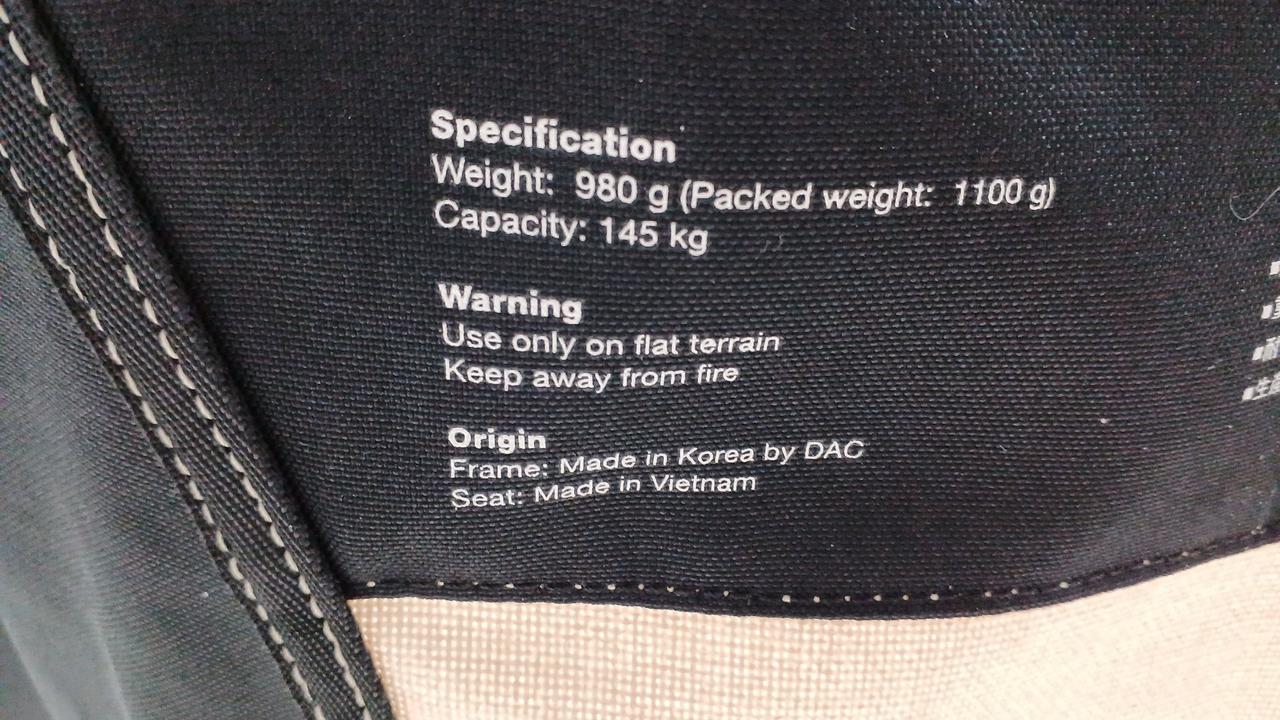 Specification
Weight: 980 g (Packed weight: 1100 g)
Capacity: 145 kg
Warning
Use only on flat terrain
Keep away from fire
Origin
Frame: Made in Korea by DAC
Seat: Made in Vietnam